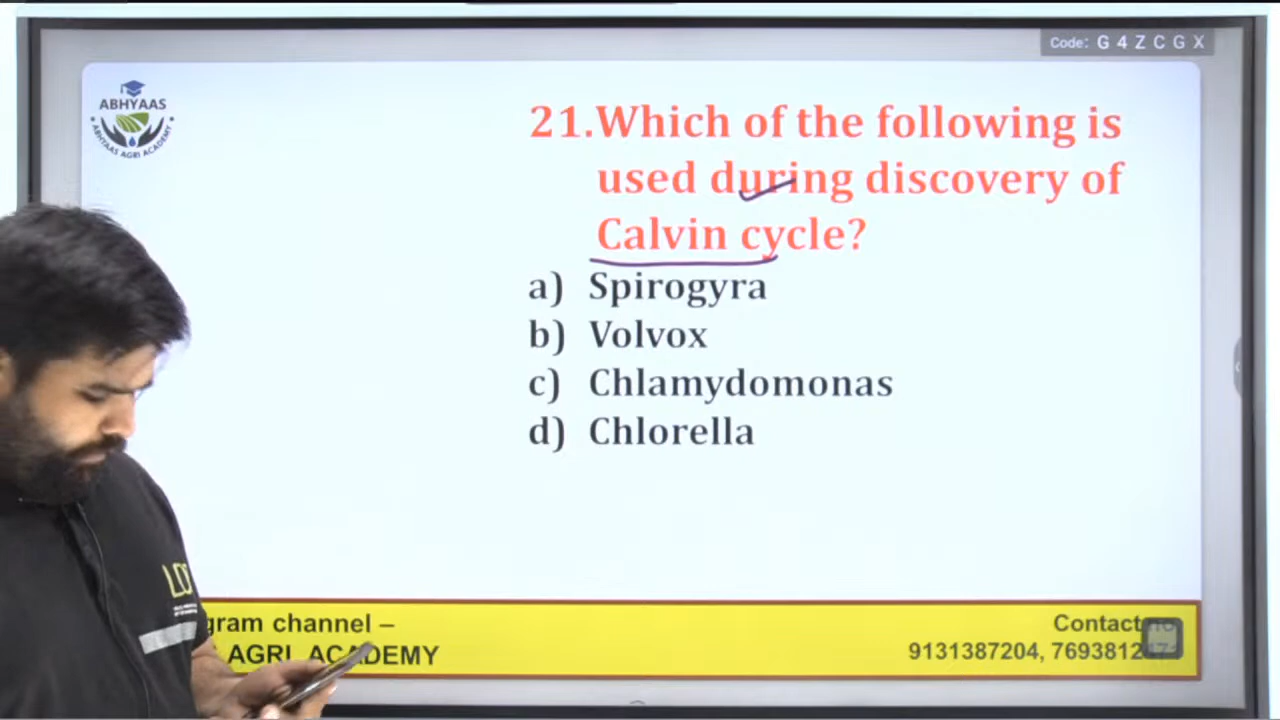 Code: G 4 Z C G X
ABHYAAS
ABHYAAS AGRI ACADEMY
21.Which of the following is
used during discovery of
Calvin cycle?
a) Spirogyra
b) Volvox
c) Chlamydomonas
d) Chlorella
gram channel –
AGRI ACADEMY
Contact
9131387204,